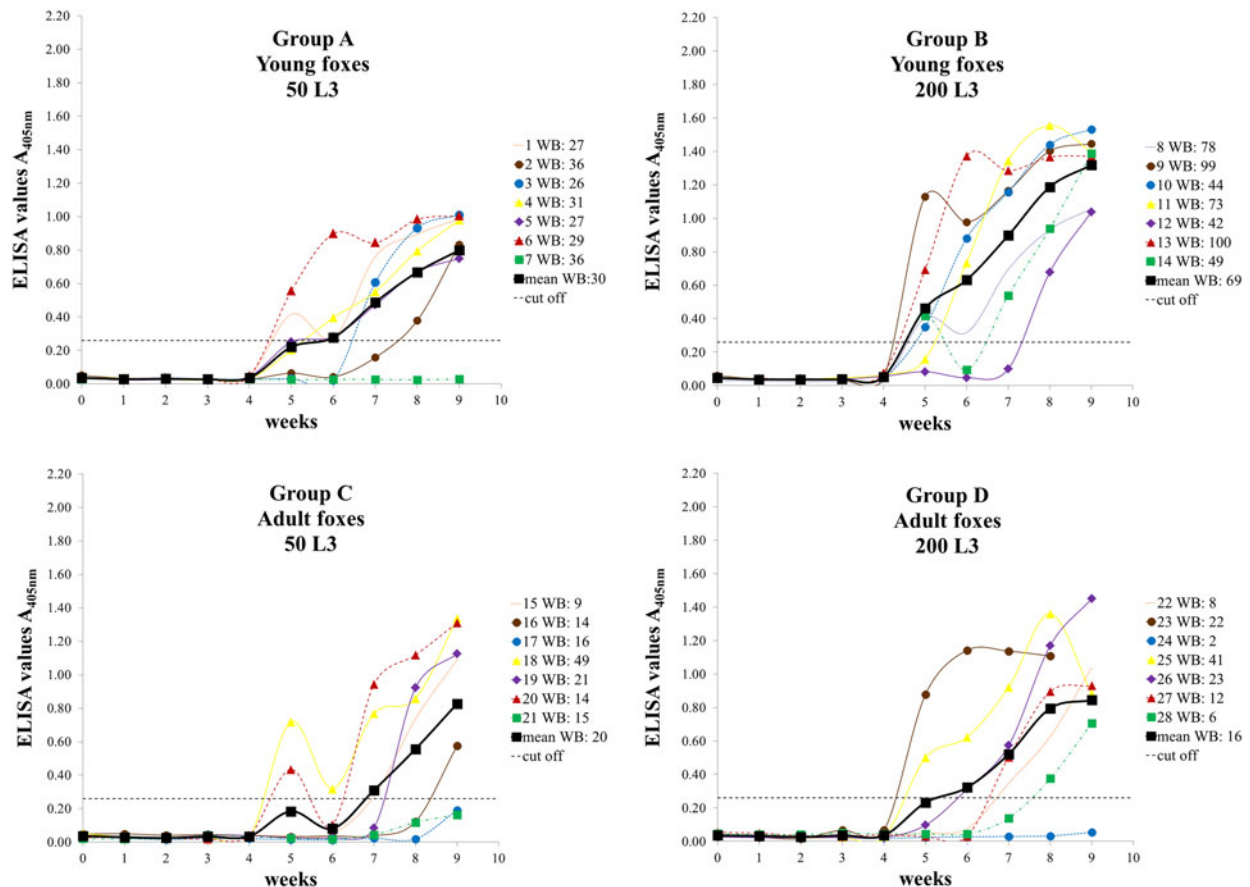 Group A
Young foxes
50 L3
ELISA values A405nm
2.20
2.00
1.80
1.60
1.40
1.20
1.00
0.80
0.60
0.40
0.20
0.00
0 1 2 3 4 5 6 7 8 9 10
weeks
1 WB: 27
2 WB: 36
3 WB: 26
4 WB: 31
5 WB: 27
6 WB: 29
7 WB: 36
mean WB:30
cut off
Group B
Young foxes
200 L3
ELISA values A405nm
2.20
2.00
1.80
1.60
1.40
1.20
1.00
0.80
0.60
0.40
0.20
0.00
0 1 2 3 4 5 6 7 8 9 10
weeks
8 WB: 78
9 WB: 99
10 WB: 44
11 WB: 73
12 WB: 42
13 WB: 100
14 WB: 49
mean WB: 69
cut off
Group C
Adult foxes
50 L3
ELISA values A405nm
2.20
2.00
1.80
1.60
1.40
1.20
1.00
0.80
0.60
0.40
0.20
0.00
0 1 2 3 4 5 6 7 8 9 10
weeks
15 WB: 9
16 WB: 14
17 WB: 16
18 WB: 49
19 WB: 21
20 WB: 14
21 WB: 15
mean WB: 20
cut off
Group D
Adult foxes
200 L3
ELISA values A405nm
2.20
2.00
1.80
1.60
1.40
1.20
1.00
0.80
0.60
0.40
0.20
0.00
0 1 2 3 4 5 6 7 8 9 10
weeks
22 WB: 8
23 WB: 22
24 WB: 2
25 WB: 41
26 WB: 23
27 WB: 12
28 WB: 6
mean WB: 16
cut off